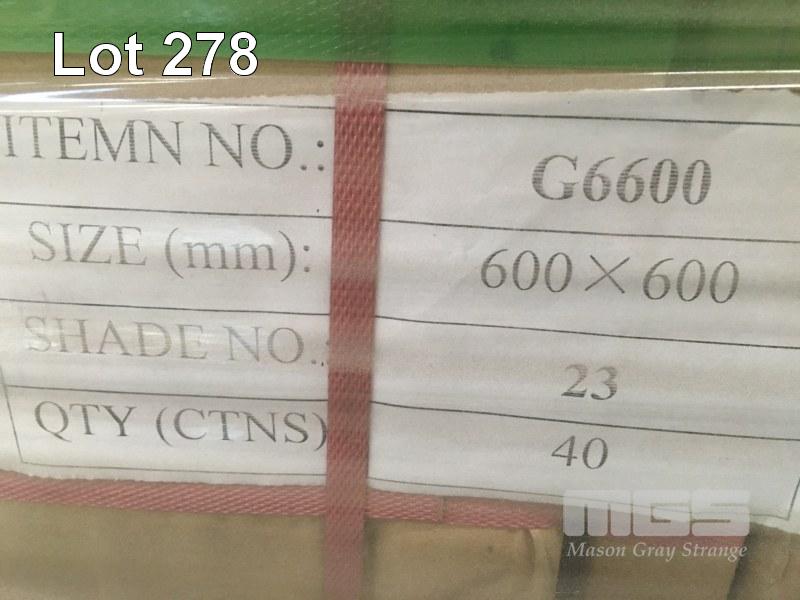 Lot 278
ITEMN NO.: G6600
SIZE (mm): 600×600
SHADE NO.: 23
QTY (CTNS) 40
MGS
Mason Gray Strange